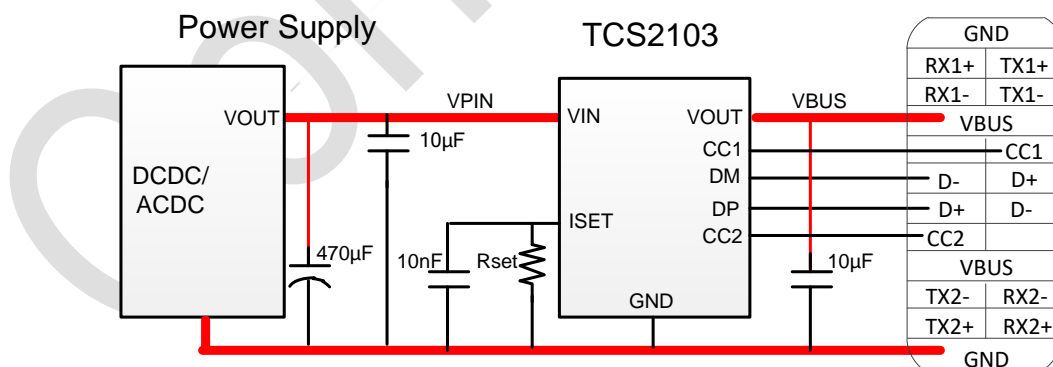 Power Supply
TCS2103
DCDC/
ACDC
VOUT
VPIN
10µF
470µF
10nF
Rset
VIN
ISET
GND
VOUT
CC1
DM
DP
CC2
VBUS
10µF
GND
RX1+ TX1+
RX1- TX1-
VBUS
CC1
D- D+
D+ D-
CC2
VBUS
TX2- RX2-
TX2+ RX2+
GND